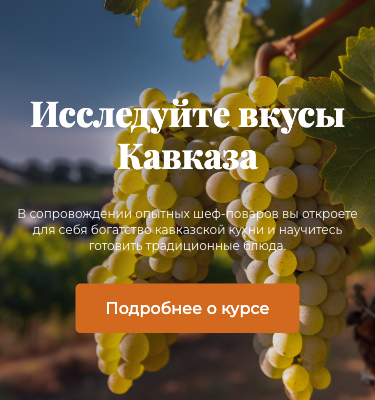 Исследуйте вкусы
Кавказа
В сопровождении опытных шеф-поваров вы откроете
для себя богатство кавказской кухни и научитесь
готовить традиционные блюда.
Подробнее о курсе